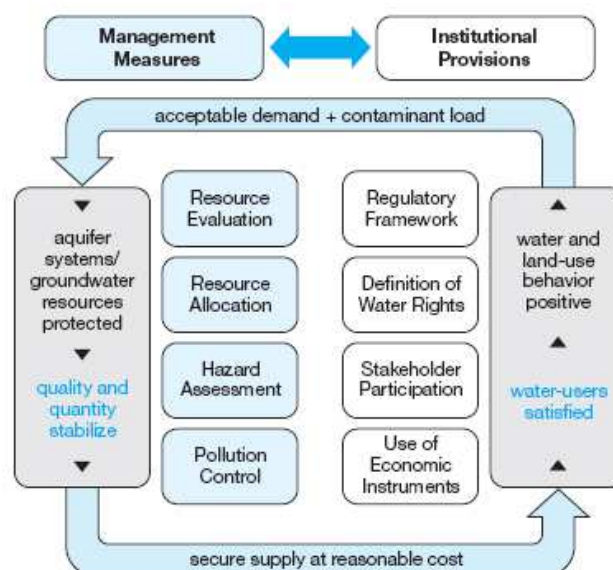 Management
Measures
Institutional
Provisions
acceptable demand + contaminant load
aquifer
systems/
groundwater
resources
protected
quality and
quantity
stabilize
Resource
Evaluation
Resource
Allocation
Hazard
Assessment
Pollution
Control
Regulatory
Framework
Definition of
Water Rights
Stakeholder
Participation
Use of
Economic
Instruments
water and
land-use
behavior
positive
water-users
satisfied
secure supply at reasonable cost